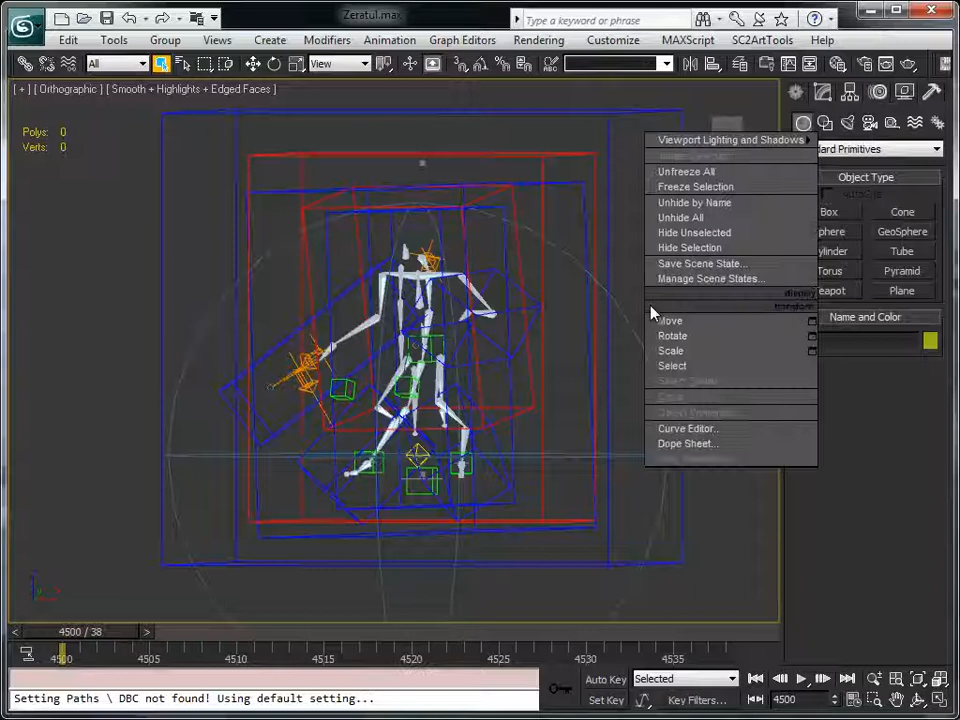 Zeratul.max
Type a keyword or phrase
Edit Tools Group Views Create Modifiers Animation Graph Editors Rendering Customize MAXScript SC2ArtTools Help
All
View
[ + ] [ Orthographic ] [ Smooth + Highlights + Edged Faces ]
Polys: 0
Verts: 0
Viewport Lighting and Shadows
Unfreeze All
Freeze Selection
Unhide by Name
Unhide All
Hide Unselected
Hide Selection
Save Scene State...
Manage Scene States...
display
transform
Move
Rotate
Scale
Select
Curve Editor...
Dope Sheet...
dard Primitives
Object Type
Box Cone
phere GeoSphere
ylinder Tube
Torus Pyramid
eapot Plane
Name and Color
4500 / 38
4500 4505 4510 4515 4520 4525 4530 4535
Auto Key Selected
Setting Paths \ DBC not found! Using default setting...
Set Key Key Filters... 4500